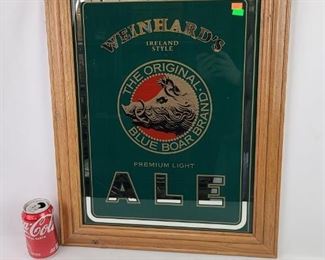 WEINHARD'S
IRELAND
STYLE
THE ORIGINAL
BLUE BOAR BRAND
PREMIUM LIGHT
ALE
Coca-Cola